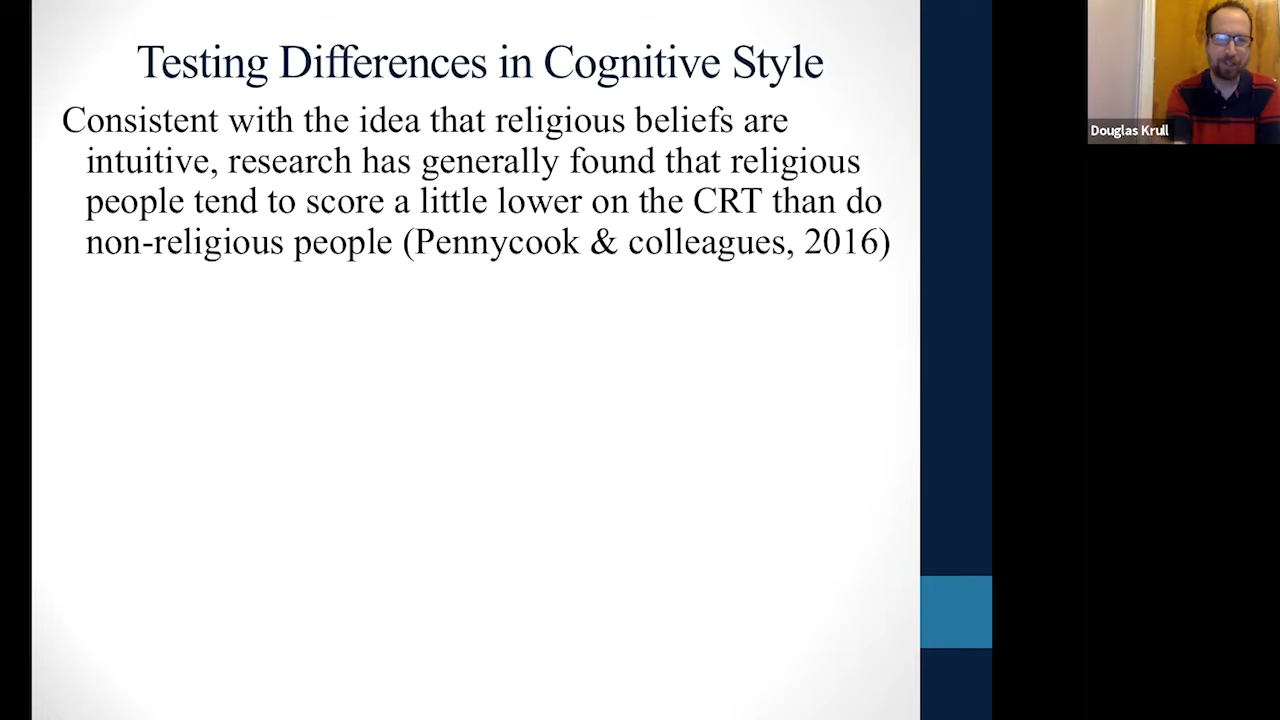 Testing Differences in Cognitive Style
Consistent with the idea that religious beliefs are
intuitive, research has generally found that religious
people tend to score a little lower on the CRT than do
non-religious people (Pennycook & colleagues, 2016)
Douglas Krull